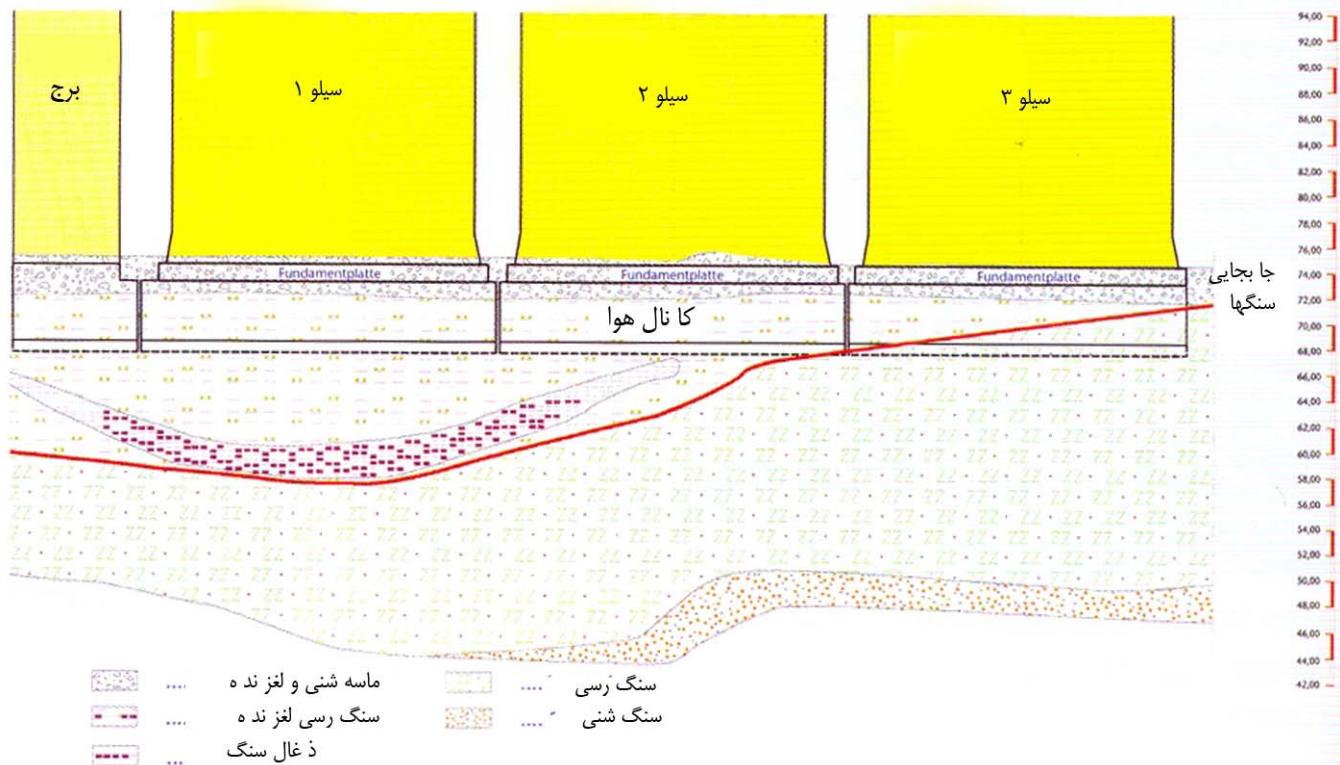 برج
سیلو ۱
سیلو ۲
سیلو ۳
94,00
92,00
90,00
88,00
86,00
84,00
82,00
80,00
78,00
76,00
74,00
72,00
70,00
68,00
66,00
64,00
62,00
60,00
58,00
56,00
54,00
52,00
50,00
48,00
46,00
44,00
42,00
Fundamentplatte
Fundamentplatte
Fundamentplatte
جا بجایی
سنگها
کا نال هوا
ماسه شنی و لغز ند ه
سنگ رسی
سنگ رسی لغز نده
سنگ شنی
ذ غال سنگ